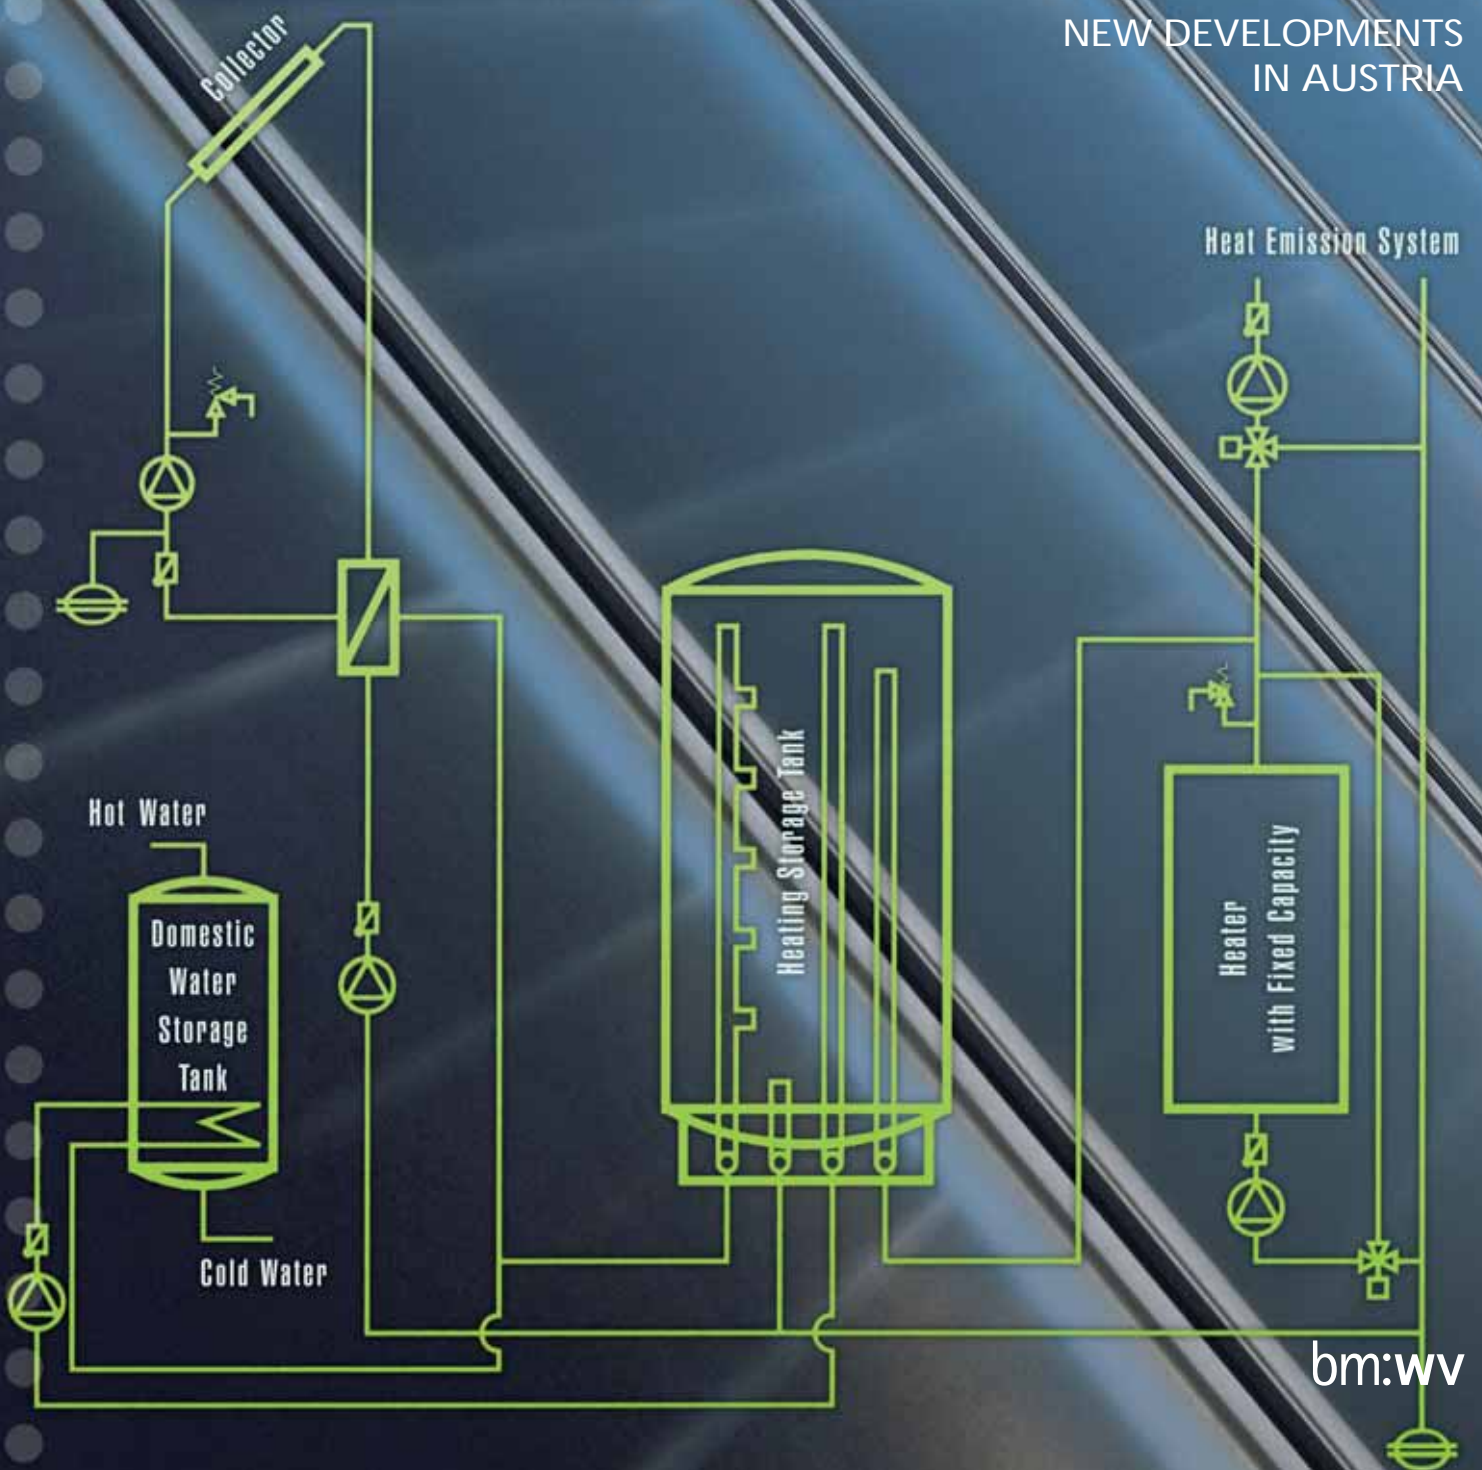 NEW DEVELOPMENTS
IN AUSTRIA
Collector
Heat Emission System
Hot Water
Domestic
Water
Storage
Tank
Cold Water
Heating Storage Tank
Heater
with Fixed Capacity
bm:wv